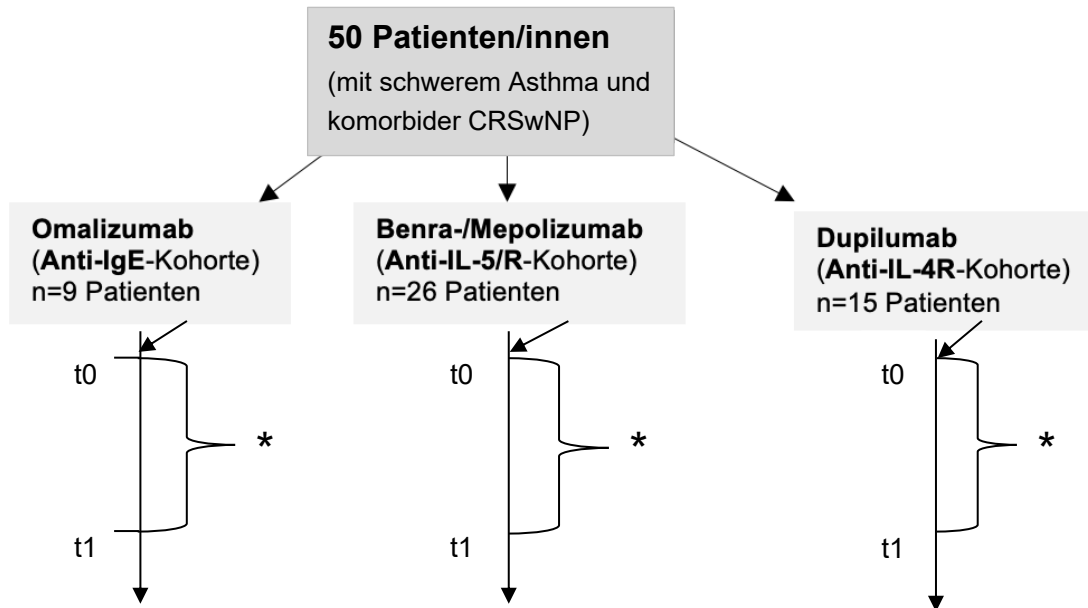 50 Patienten/innen
(mit schwerem Asthma und
komorbider CRSwNP)
Omalizumab
(Anti-IgE-Kohorte)
n=9 Patienten
Benra-/Mepolizumab
(Anti-IL-5/R-Kohorte)
n=26 Patienten
Dupilumab
(Anti-IL-4R-Kohorte)
n=15 Patienten
t0
*
t1
t0
*
t1
t0
*
t1